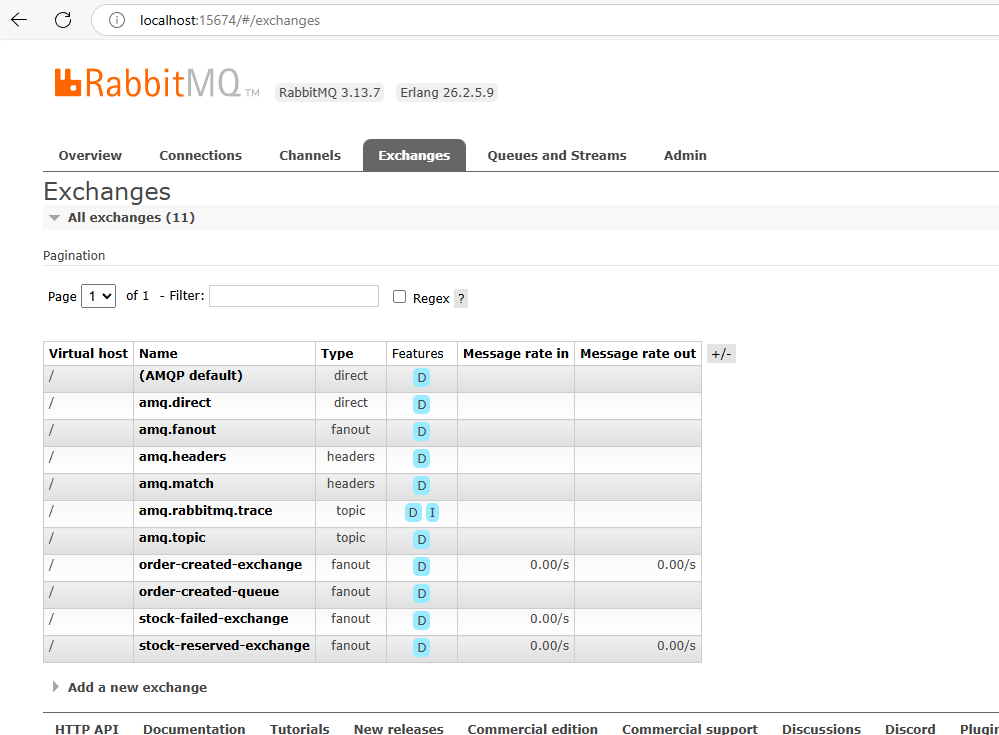 localhost:15674/#/exchanges
RabbitMQ TM RabbitMQ 3.13.7 Erlang 26.2.5.9
Overview Connections Channels Exchanges Queues and Streams Admin
Exchanges
All exchanges (11)
Pagination
Page 1 of 1 - Filter: Regex ?
Virtual host Name Type Features Message rate in Message rate out +/-
/ (AMQP default) direct D
/ amq.direct direct D
/ amq.fanout fanout D
/ amq.headers headers D
/ amq.match headers D
/ amq.rabbitmq.trace topic D I
/ amq.topic topic D
/ order-created-exchange fanout D 0.00/s 0.00/s
/ order-created-queue fanout D
/ stock-failed-exchange fanout D 0.00/s
/ stock-reserved-exchange fanout D 0.00/s 0.00/s
Add a new exchange
HTTP API Documentation Tutorials New releases Commercial edition Commercial support Discussions Discord Plugin